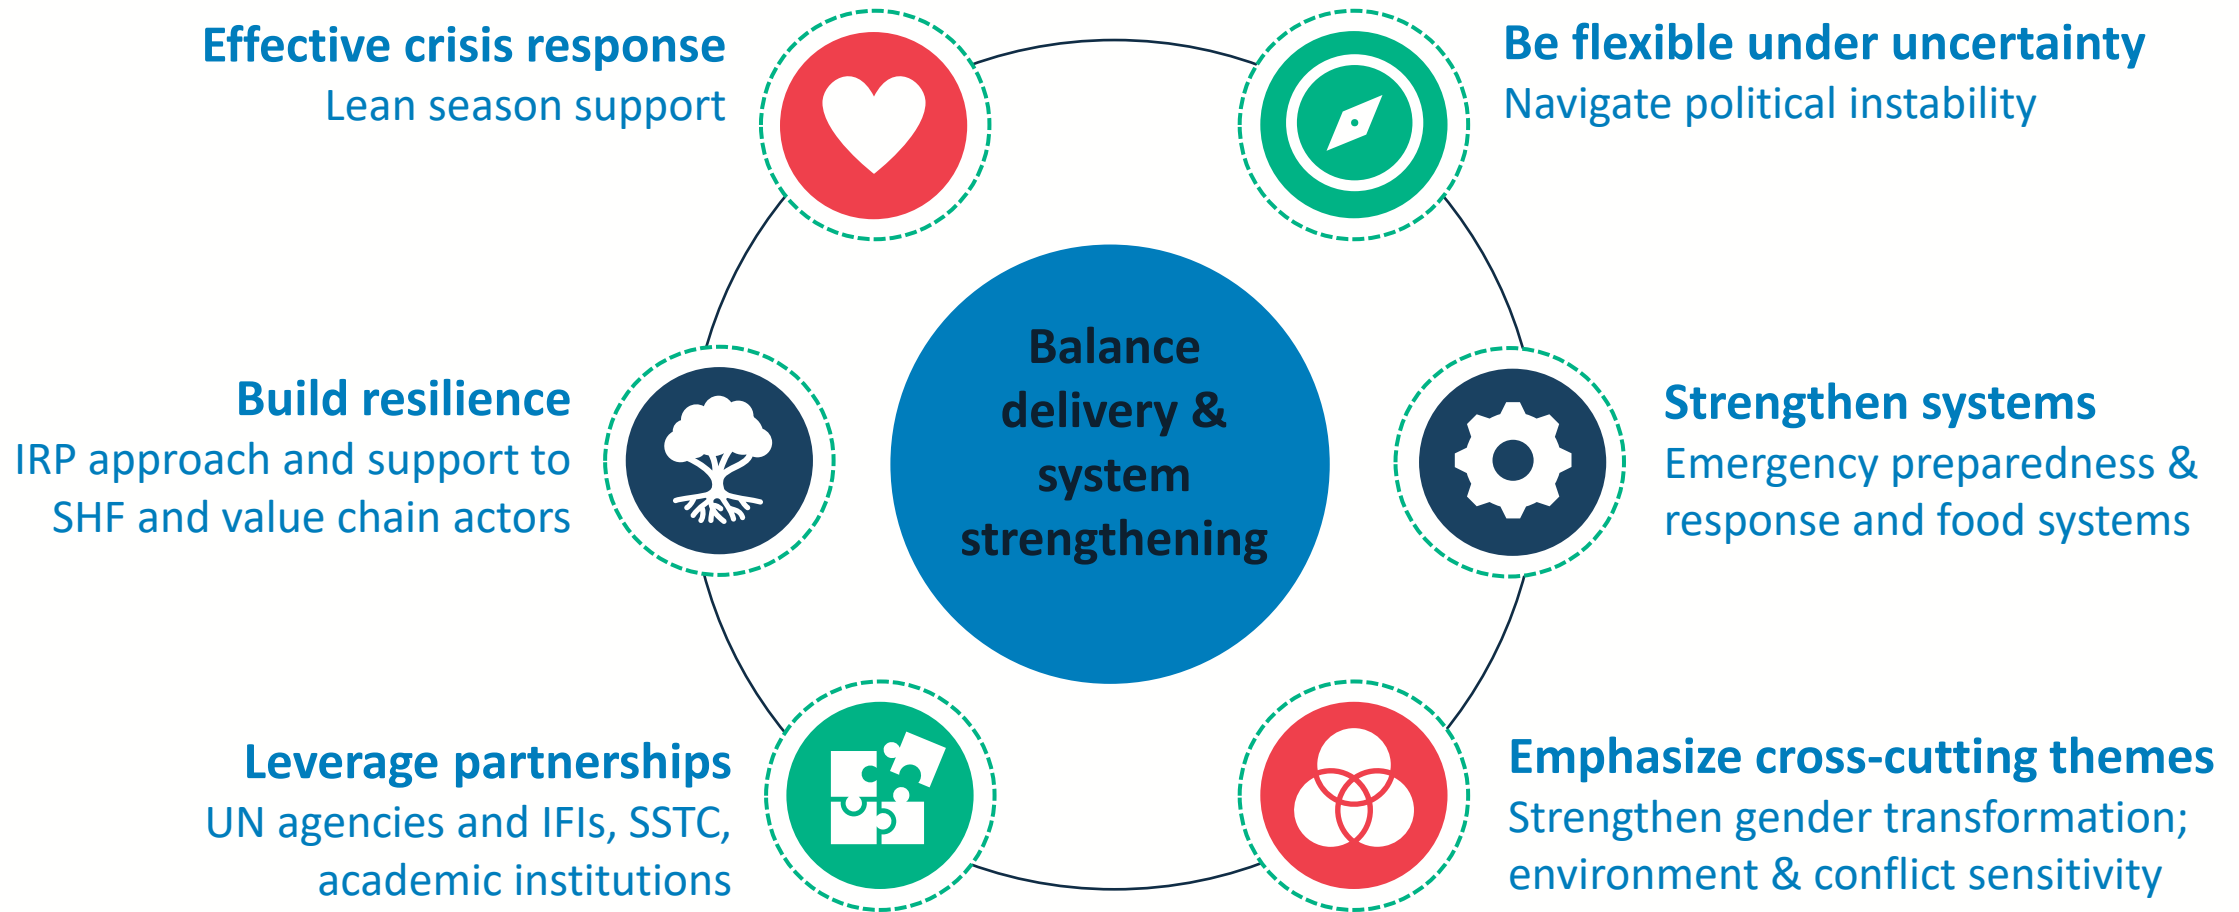 Effective crisis response
Lean season support
Be flexible under uncertainty
Navigate political instability
Build resilience
IRP approach and support to
SHF and value chain actors
Balance
delivery &
system
strengthening
Strengthen systems
Emergency preparedness &
response and food systems
Leverage partnerships
UN agencies and IFIs, SSTC,
academic institutions
Emphasize cross-cutting themes
Strengthen gender transformation;
environment & conflict sensitivity